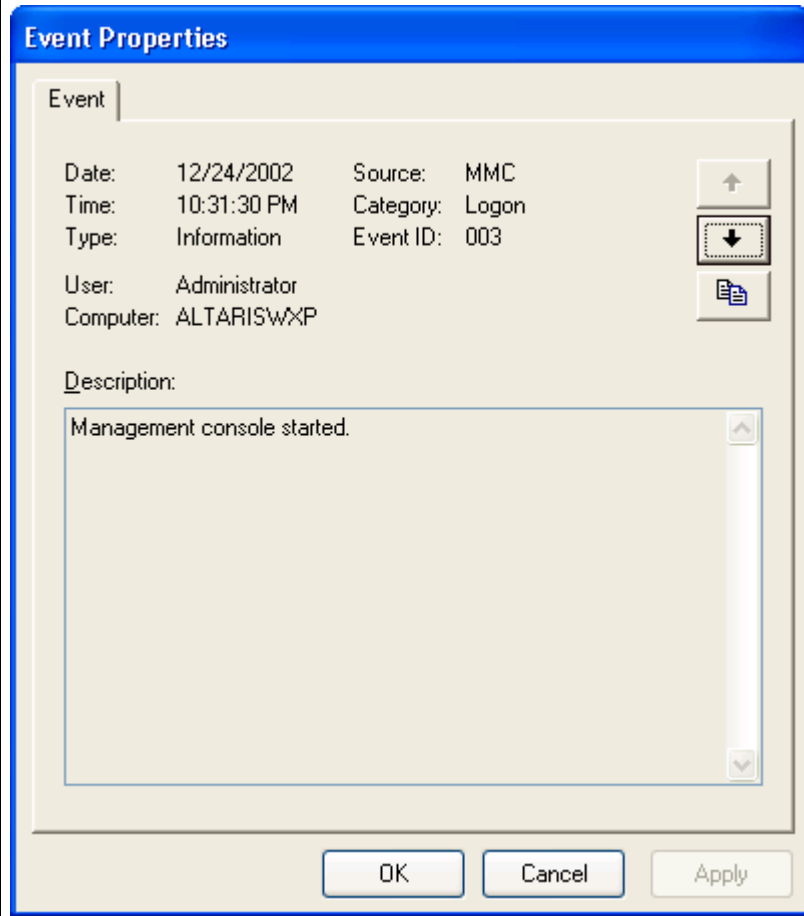 Event Properties
Event
Date: 12/24/2002 Source: MMC
Time: 10:31:30 PM Category: Logon
Type: Information Event ID: 003
User: Administrator
Computer: ALTARISWXP
Description:
Management console started.
OK Cancel Apply